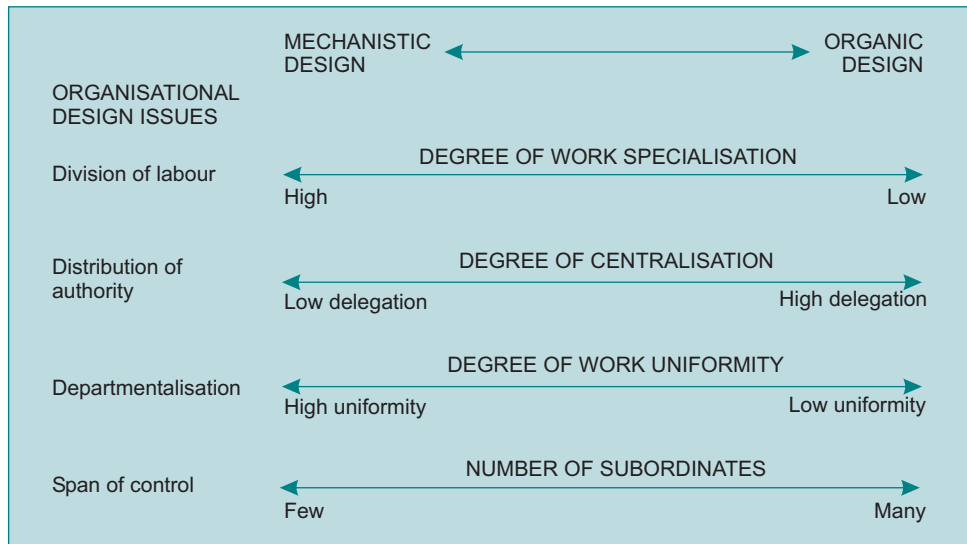 MECHANISTIC
DESIGN
ORGANIC
DESIGN
ORGANISATIONAL
DESIGN ISSUES
Division of labour
DEGREE OF WORK SPECIALISATION
High
Low
Distribution of
authority
DEGREE OF CENTRALISATION
Low delegation
High delegation
Departmentalisation
DEGREE OF WORK UNIFORMITY
High uniformity
Low uniformity
Span of control
NUMBER OF SUBORDINATES
Few
Many